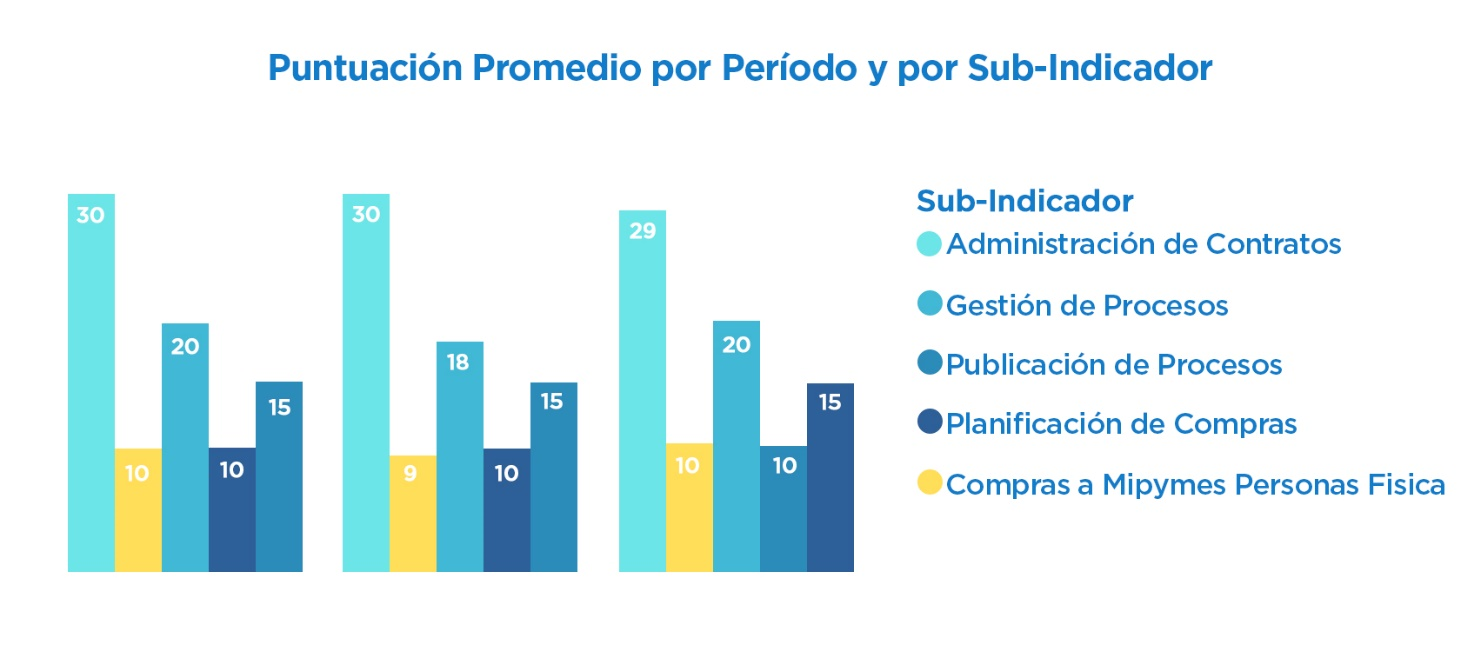 Puntuación Promedio por Período y por Sub-Indicador
30
10
20
10
15
30
9
18
10
15
29
10
20
10
15
Sub-Indicador
Administración de Contratos
Gestión de Procesos
Publicación de Procesos
Planificación de Compras
Compras a Mipymes Personas Fisica